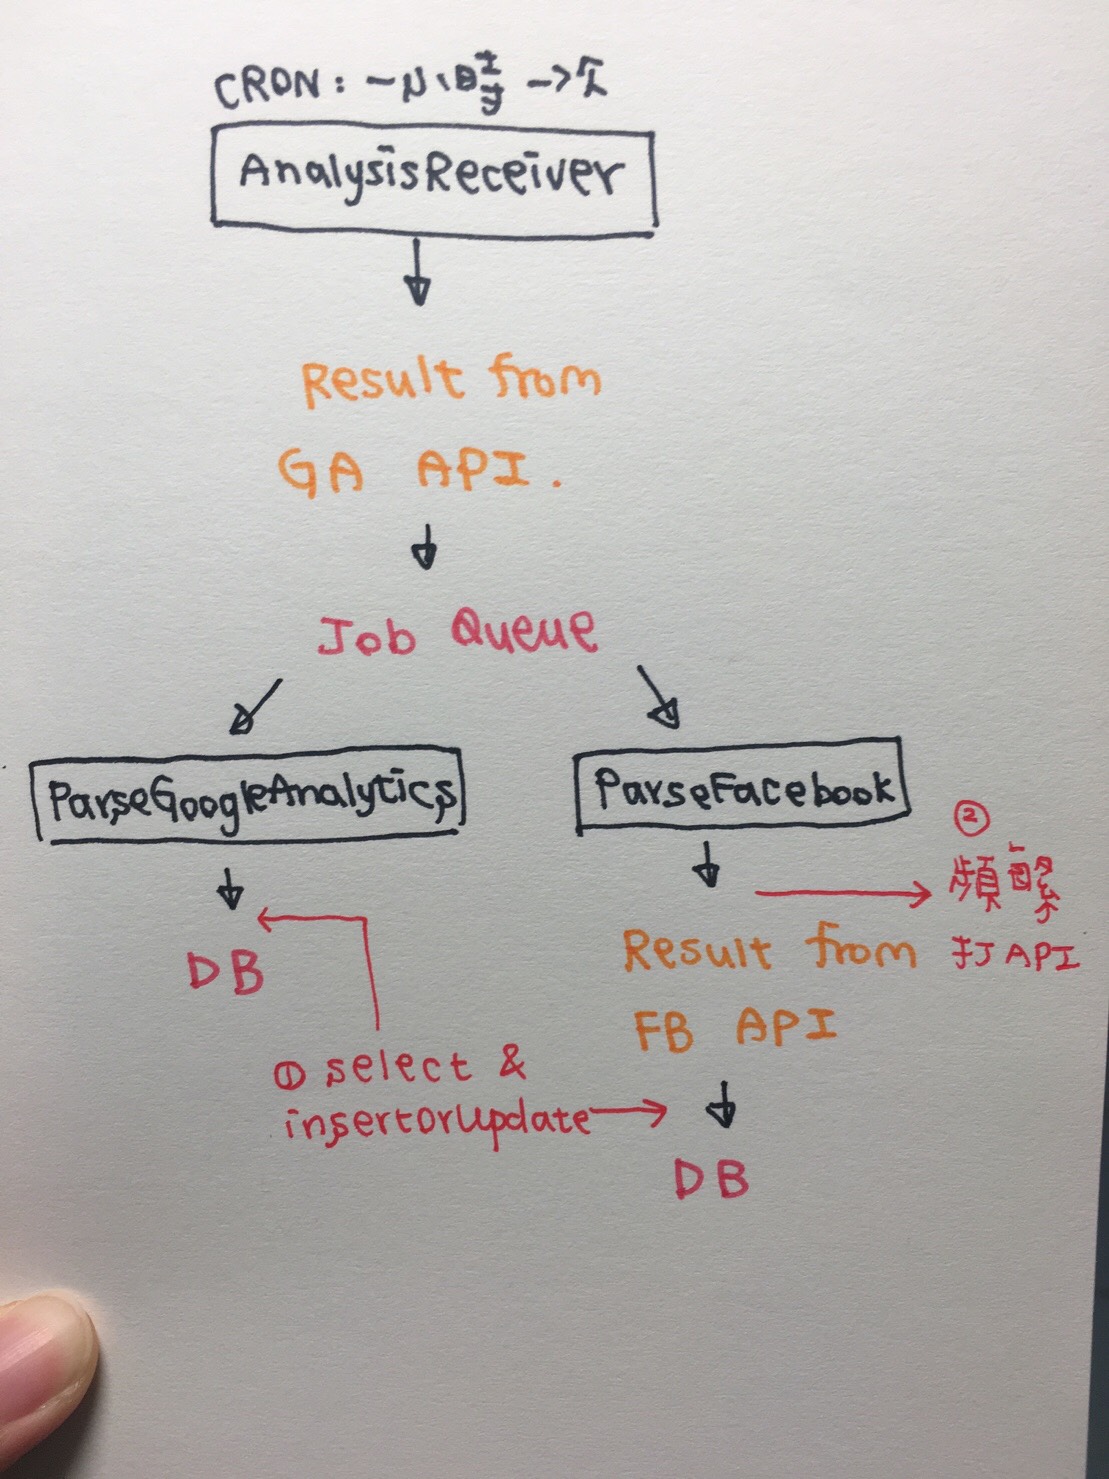 CRON：一小時一次
AnalysisReceiver
Result from
GA API.
Job Queue
ParseGoogleAnalytics
ParseFacebook
DB
②
頻繁
打API
Result from
FB API
① select &
insertorUpdate
DB